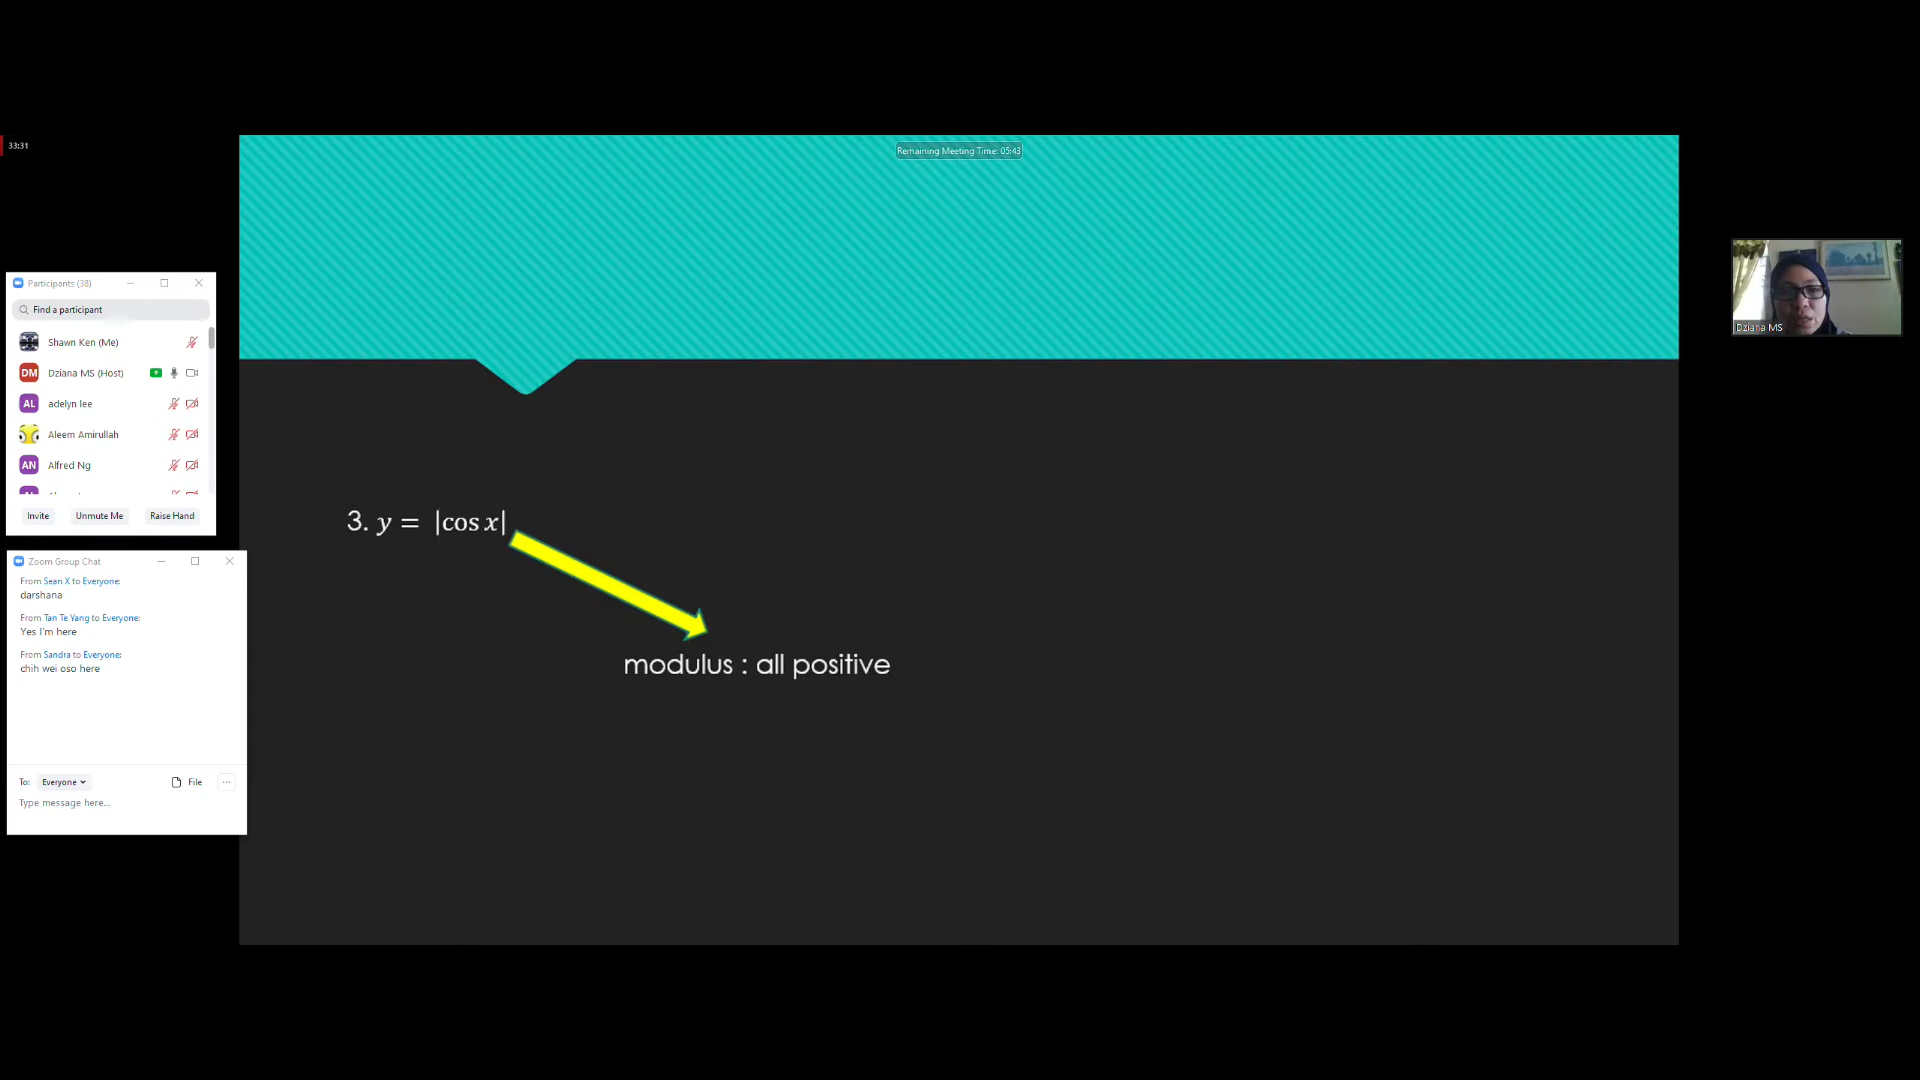 33:31
Remaining Meeting Time: 05:43
Participants (38)
Find a participant
Shawn Ken (Me)
DM Dziana MS (Host)
AL adelyn lee
Aleem Amirullah
AN Alfred Ng
Invite Unmute Me Raise Hand
Zoom Group Chat
From Sean X to Everyone:
darshana
From Tan Te Yang to Everyone:
Yes I'm here
From Sandra to Everyone:
chih wei oso here
To: Everyone File ...
Type message here...
3. y = |cos x|
modulus : all positive
Dziana MS